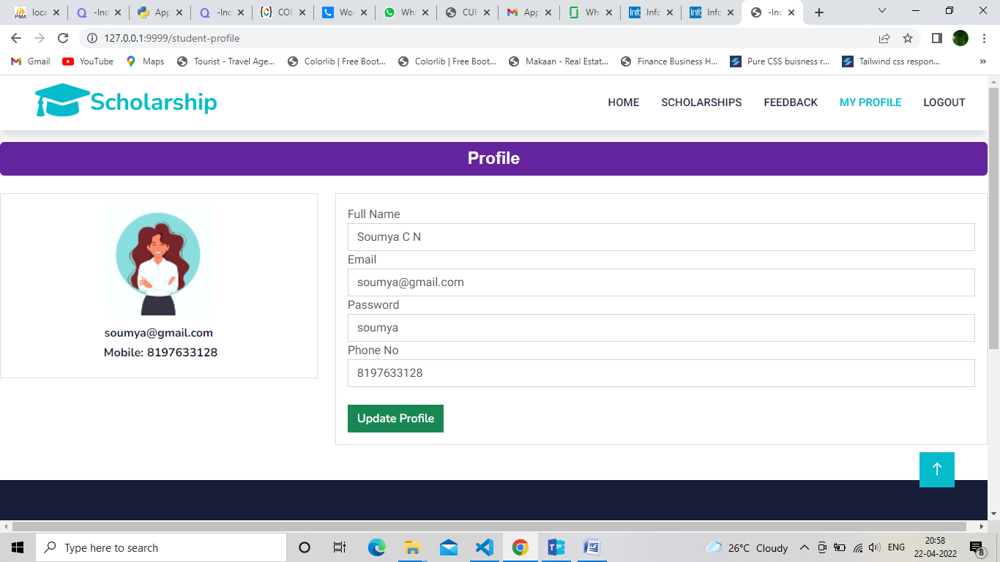 loca
-Inc
App
-Inc
COI
Wor
Wha
CUF
App
Wha
Info
Info
-Inc
127.0.0.1:9999/student-profile
Gmail YouTube Maps Tourist - Travel Age... Colorlib | Free Boot... Colorlib | Free Boot... Makaan - Real Estat... Finance Business H... Pure CSS buisness r... Tailwind css respon... »
Scholarship
HOME SCHOLARSHIPS FEEDBACK MY PROFILE LOGOUT
Profile
soumya@gmail.com
Mobile: 8197633128
Full Name
Soumya C N
Email
soumya@gmail.com
Password
soumya
Phone No
8197633128
Update Profile
Type here to search
26°C Cloudy
ENG
20:58
22-04-2022
8